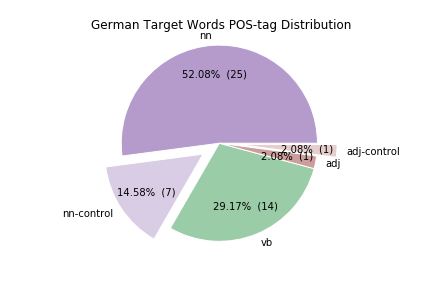 German Target Words POS-tag Distribution
nn
52.08% (25)
2.08% (1)
adj-control
2.08% (1)
adj
14.58% (7)
nn-control
29.17% (14)
vb